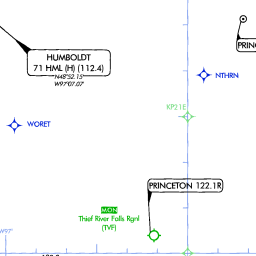 HUMBOLDT
71 HML (H) (112.4)
N48°52.15'
W97°07.07'
PRINC
NTHRN
KP21E
WORET
PRINCETON 122.1R
MON
Thief River Falls Rgnl
(TVF)
W97°